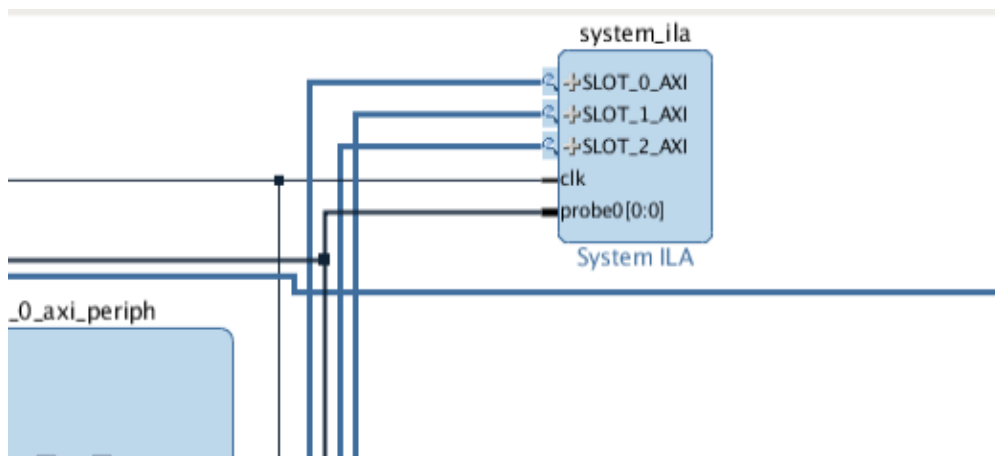 system_ila
SLOT_0_AXI
SLOT_1_AXI
SLOT_2_AXI
clk
probe0[0:0]
System ILA
_0_axi_periph